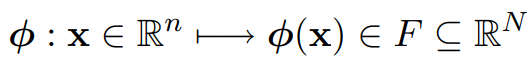 ϕ : x ∈ ℝⁿ ⟼ ϕ(x) ∈ F ⊆ ℝᴺ